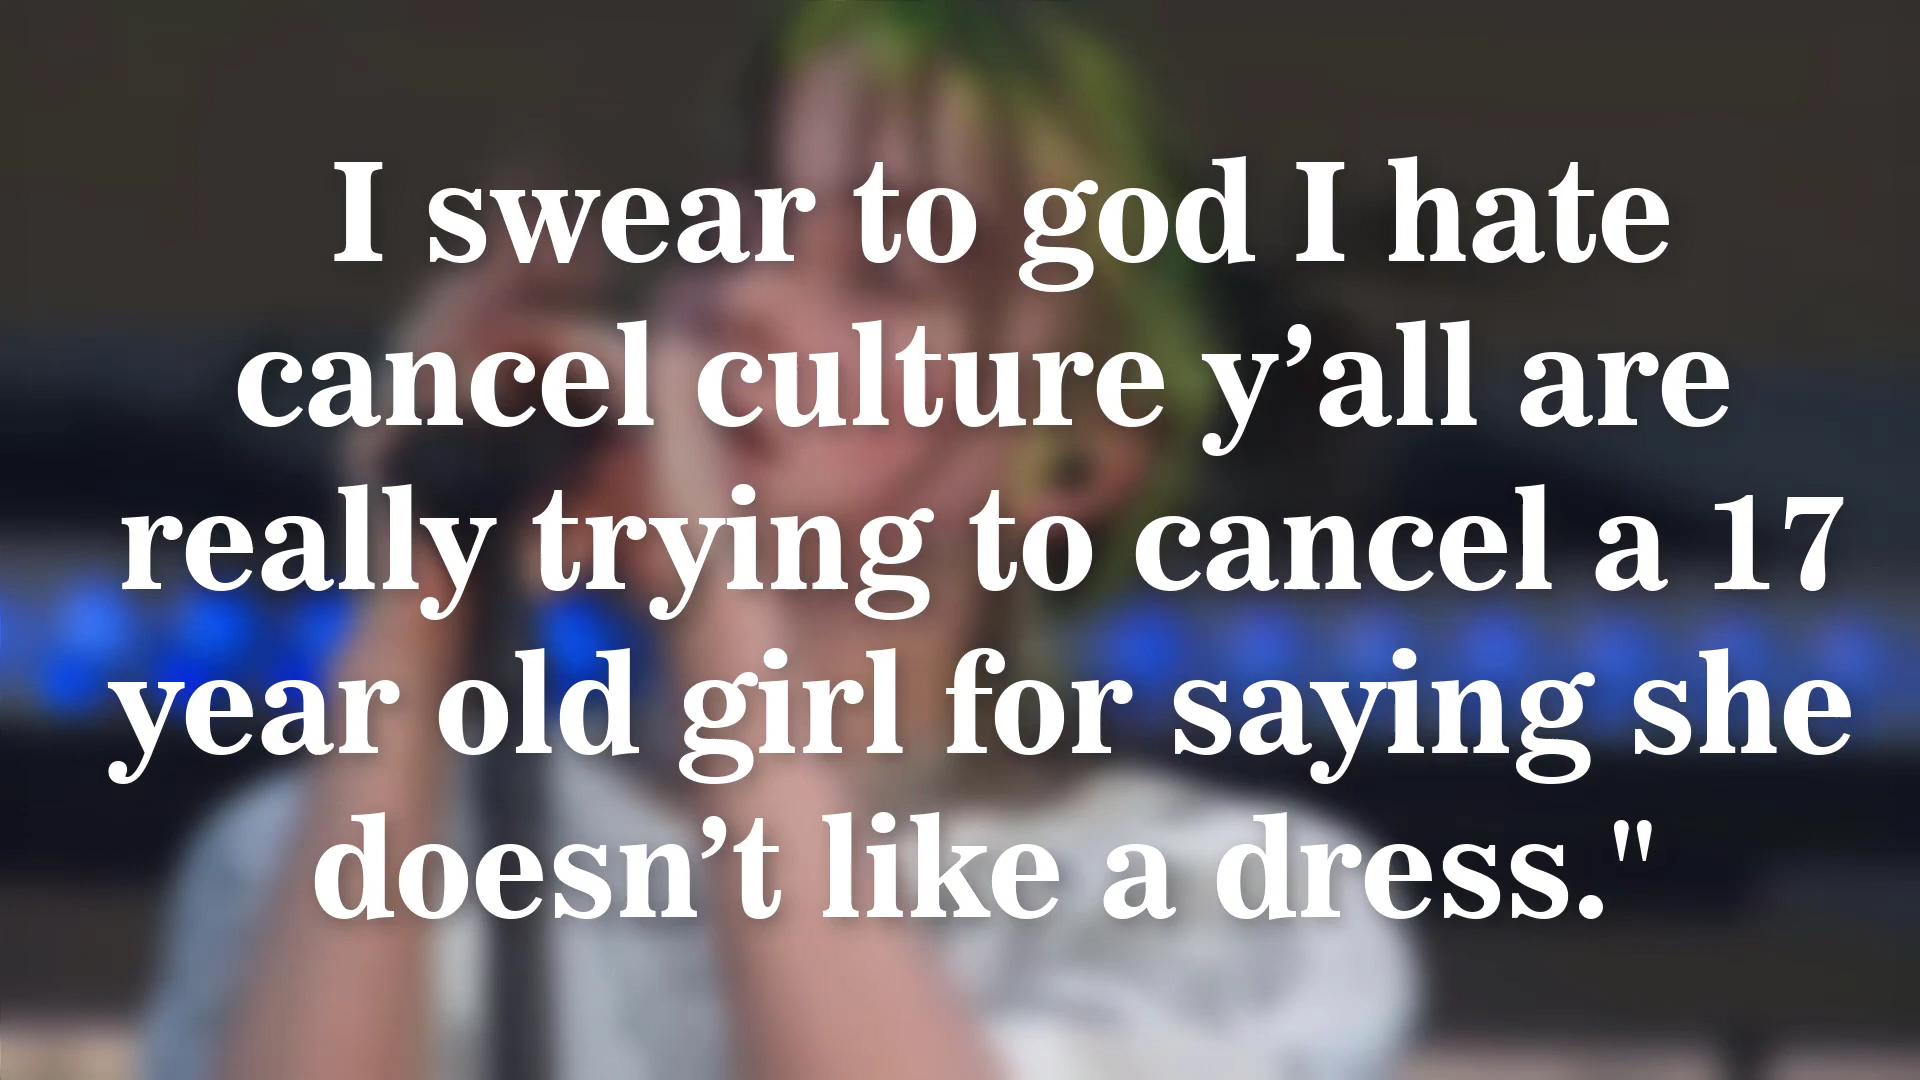 I swear to god I hate
cancel culture y’all are
really trying to cancel a 17
year old girl for saying she
doesn’t like a dress."